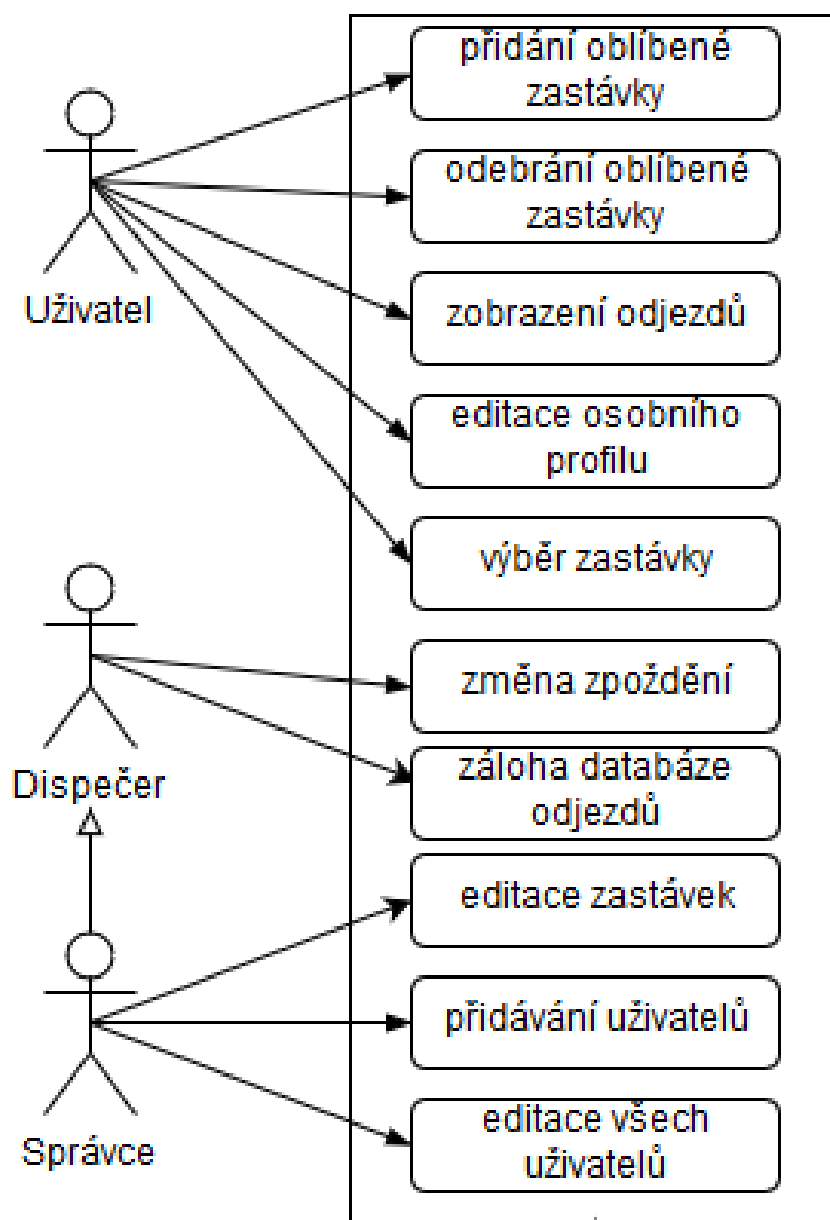 přidání oblíbené
zastávky
odebrání oblíbené
zastávky
Uživatel
zobrazení odjezdů
editace osobního
profilu
výběr zastávky
změna zpoždění
Dispečer
záloha databáze
odjezdů
editace zastávek
přidávání uživatelů
Správce
editace všech
uživatelů